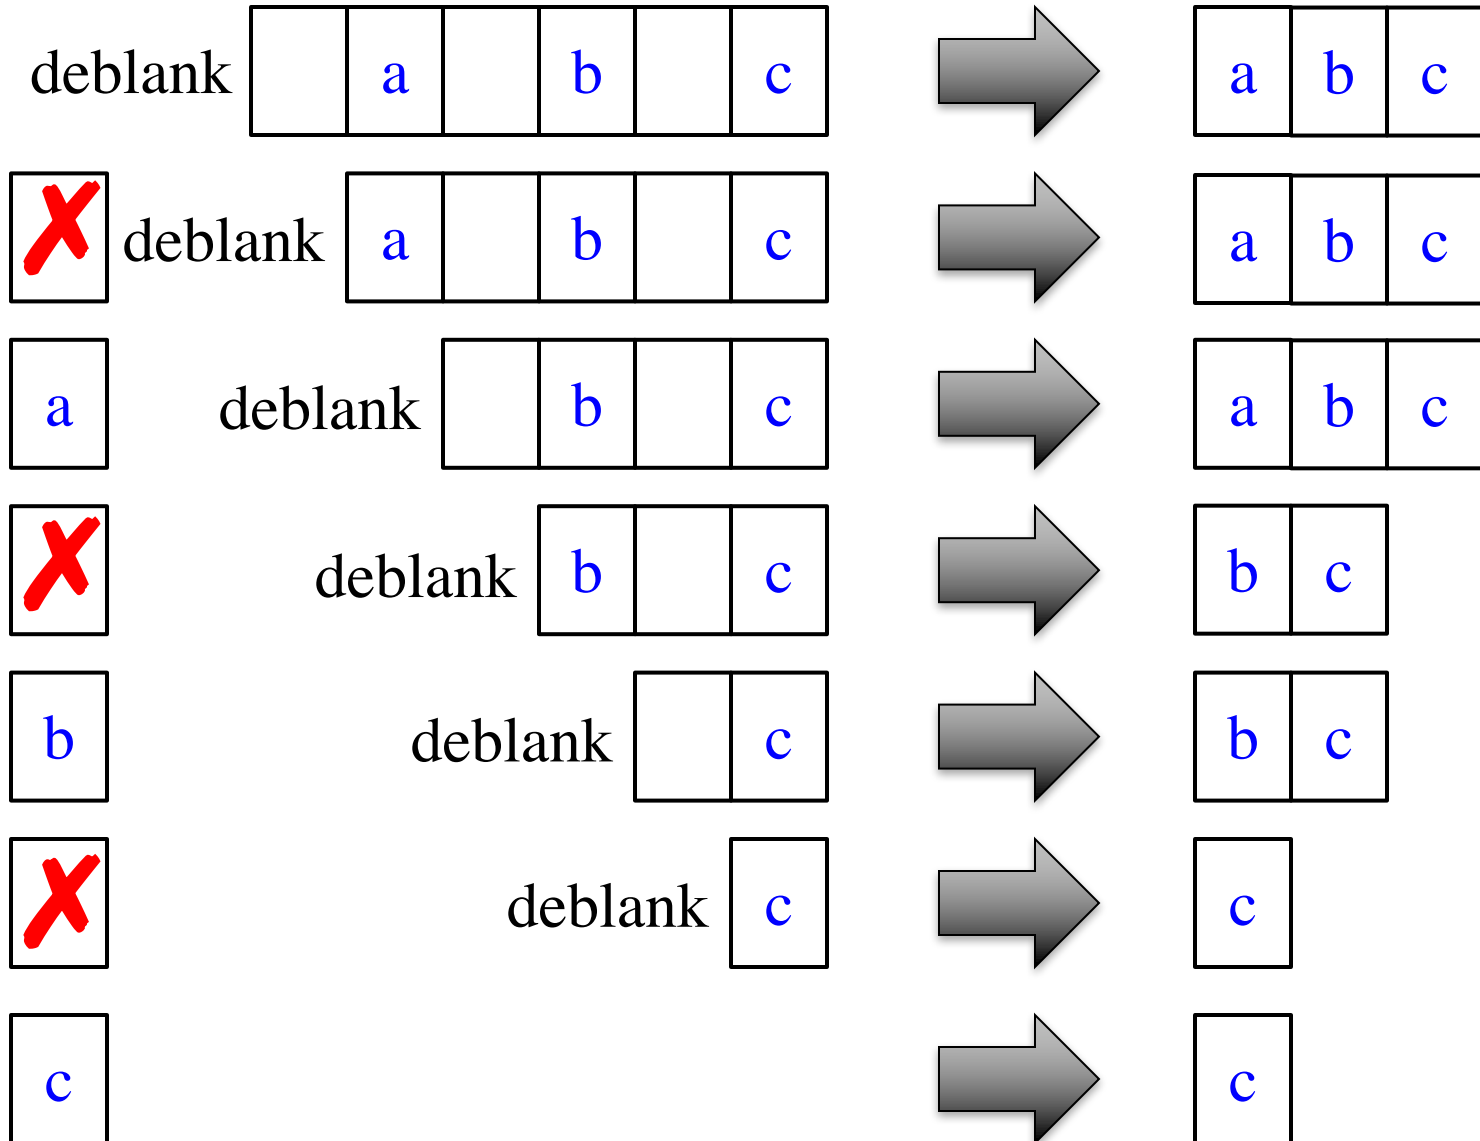 deblank a b c a b c
✗ deblank a b c a b c
a deblank b c a b c
✗ deblank b c b c
b deblank c b c
✗ deblank c c
c c